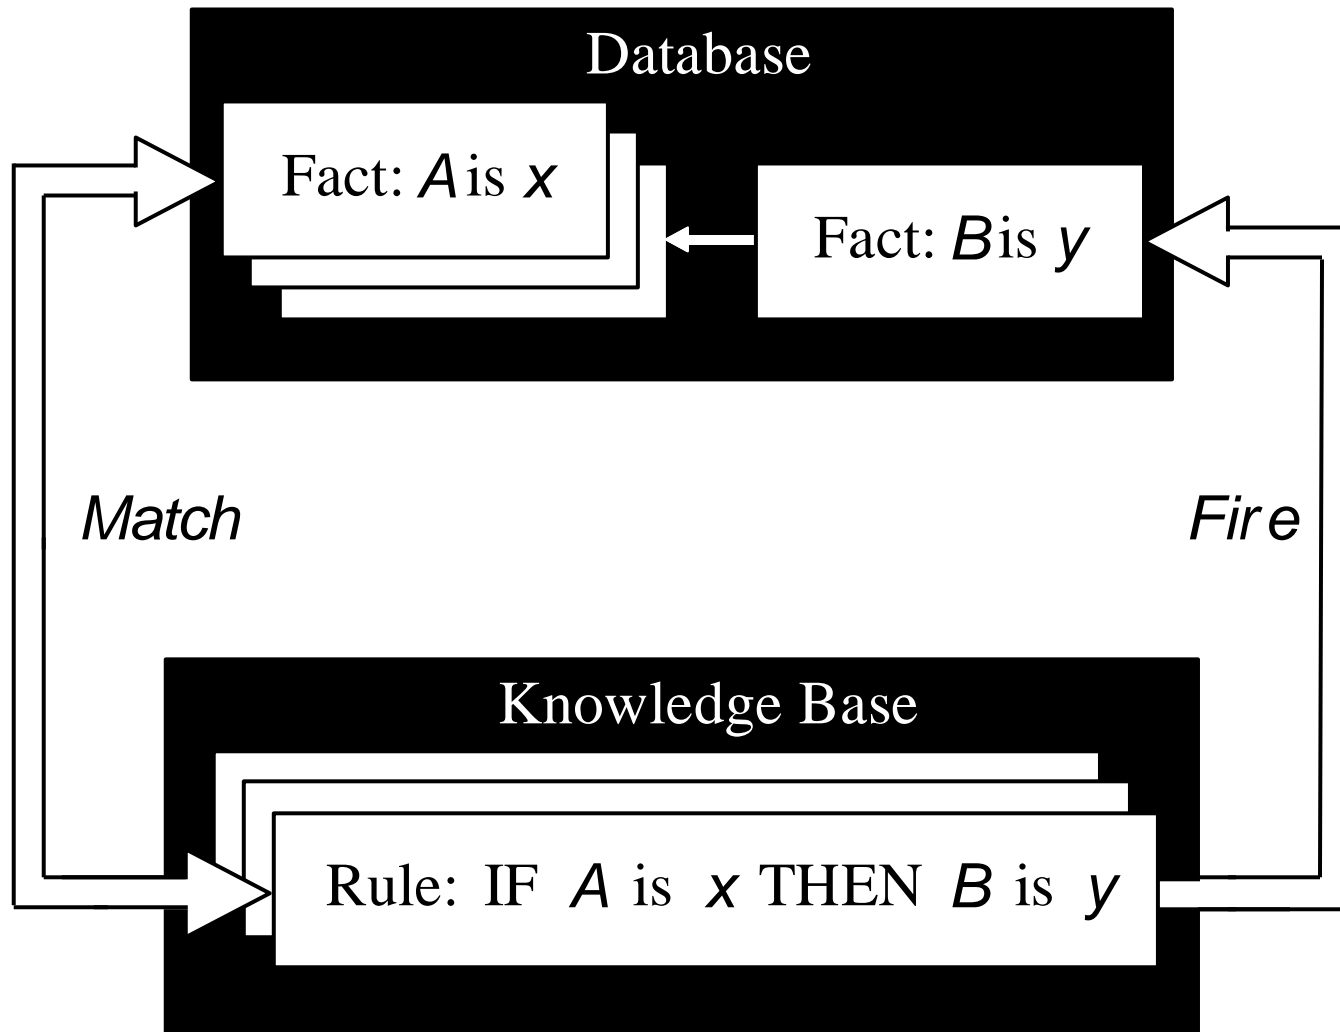 Database
Fact: A is x
Fact: B is y
Match
Fire
Knowledge Base
Rule: IF A is x THEN B is y